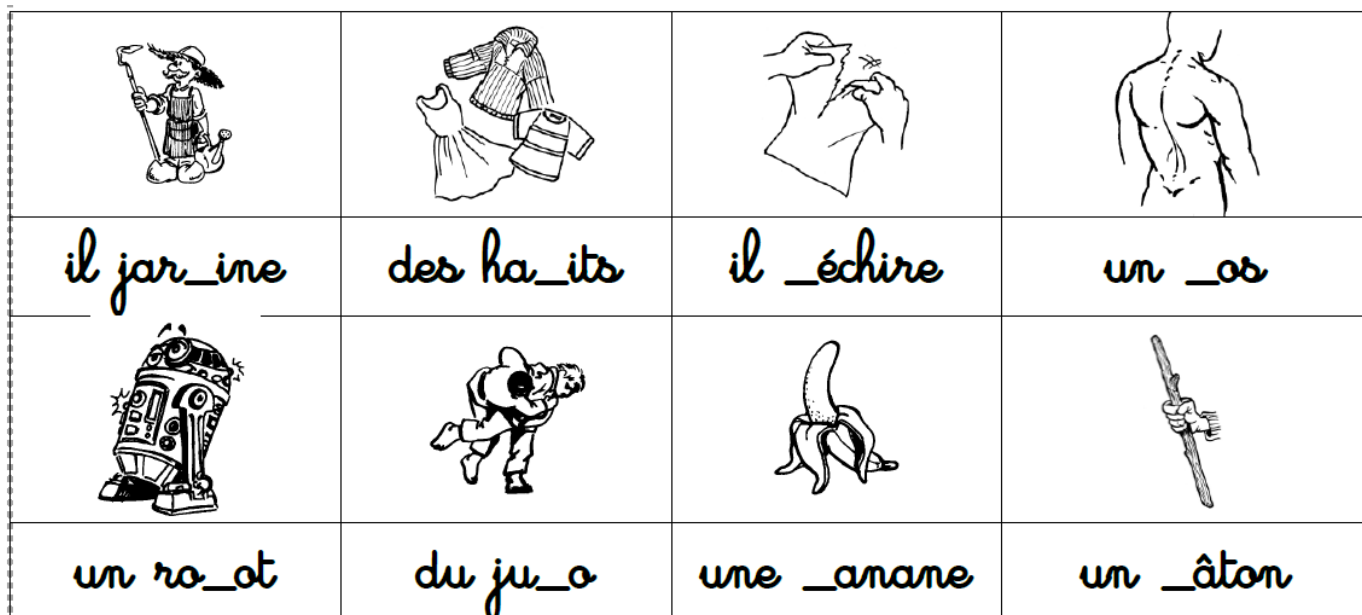 il jar_ine des ha_its il _échire un _os
un ro_ot du ju_o une _anane un _âton